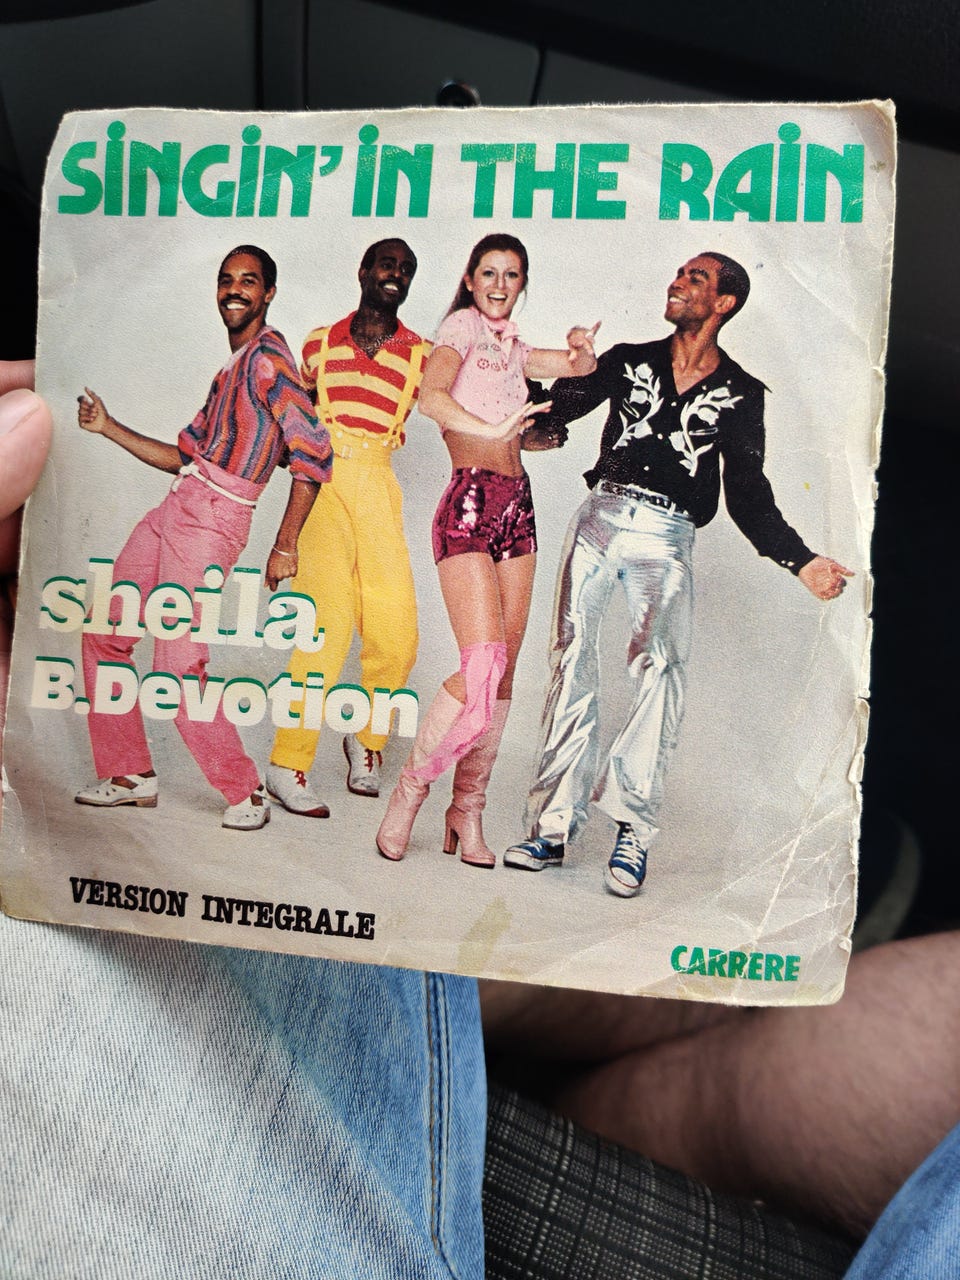 SiNGiN' iN THE RAiN
sheila
B.Devotion
VERSION INTEGRALE
CARRERE